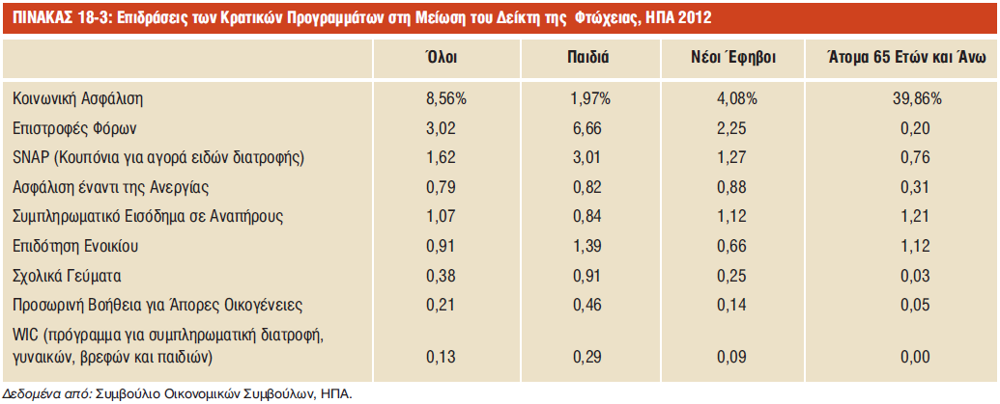 ΠΙΝΑΚΑΣ 18-3: Επιδράσεις των Κρατικών Προγραμμάτων στη Μείωση του Δείκτη της Φτώχειας, ΗΠΑ 2012
Όλοι Παιδιά Νέοι Έφηβοι Άτομα 65 Ετών και Άνω
Κοινωνική Ασφάλιση 8,56% 1,97% 4,08% 39,86%
Επιστροφές Φόρων 3,02 6,66 2,25 0,20
SNAP (Κουπόνια για αγορά ειδών διατροφής) 1,62 3,01 1,27 0,76
Ασφάλιση έναντι της Ανεργίας 0,79 0,82 0,88 0,31
Συμπληρωματικό Εισόδημα σε Αναπήρους 1,07 0,84 1,12 1,21
Επιδότηση Ενοικίου 0,91 1,39 0,66 1,12
Σχολικά Γεύματα 0,38 0,91 0,25 0,03
Προσωρινή Βοήθεια για Άπορες Οικογένειες 0,21 0,46 0,14 0,05
WIC (πρόγραμμα για συμπληρωματική διατροφή,
γυναικών, βρεφών και παιδιών) 0,13 0,29 0,09 0,00
Δεδομένα από: Συμβούλιο Οικονομικών Συμβούλων, ΗΠΑ.